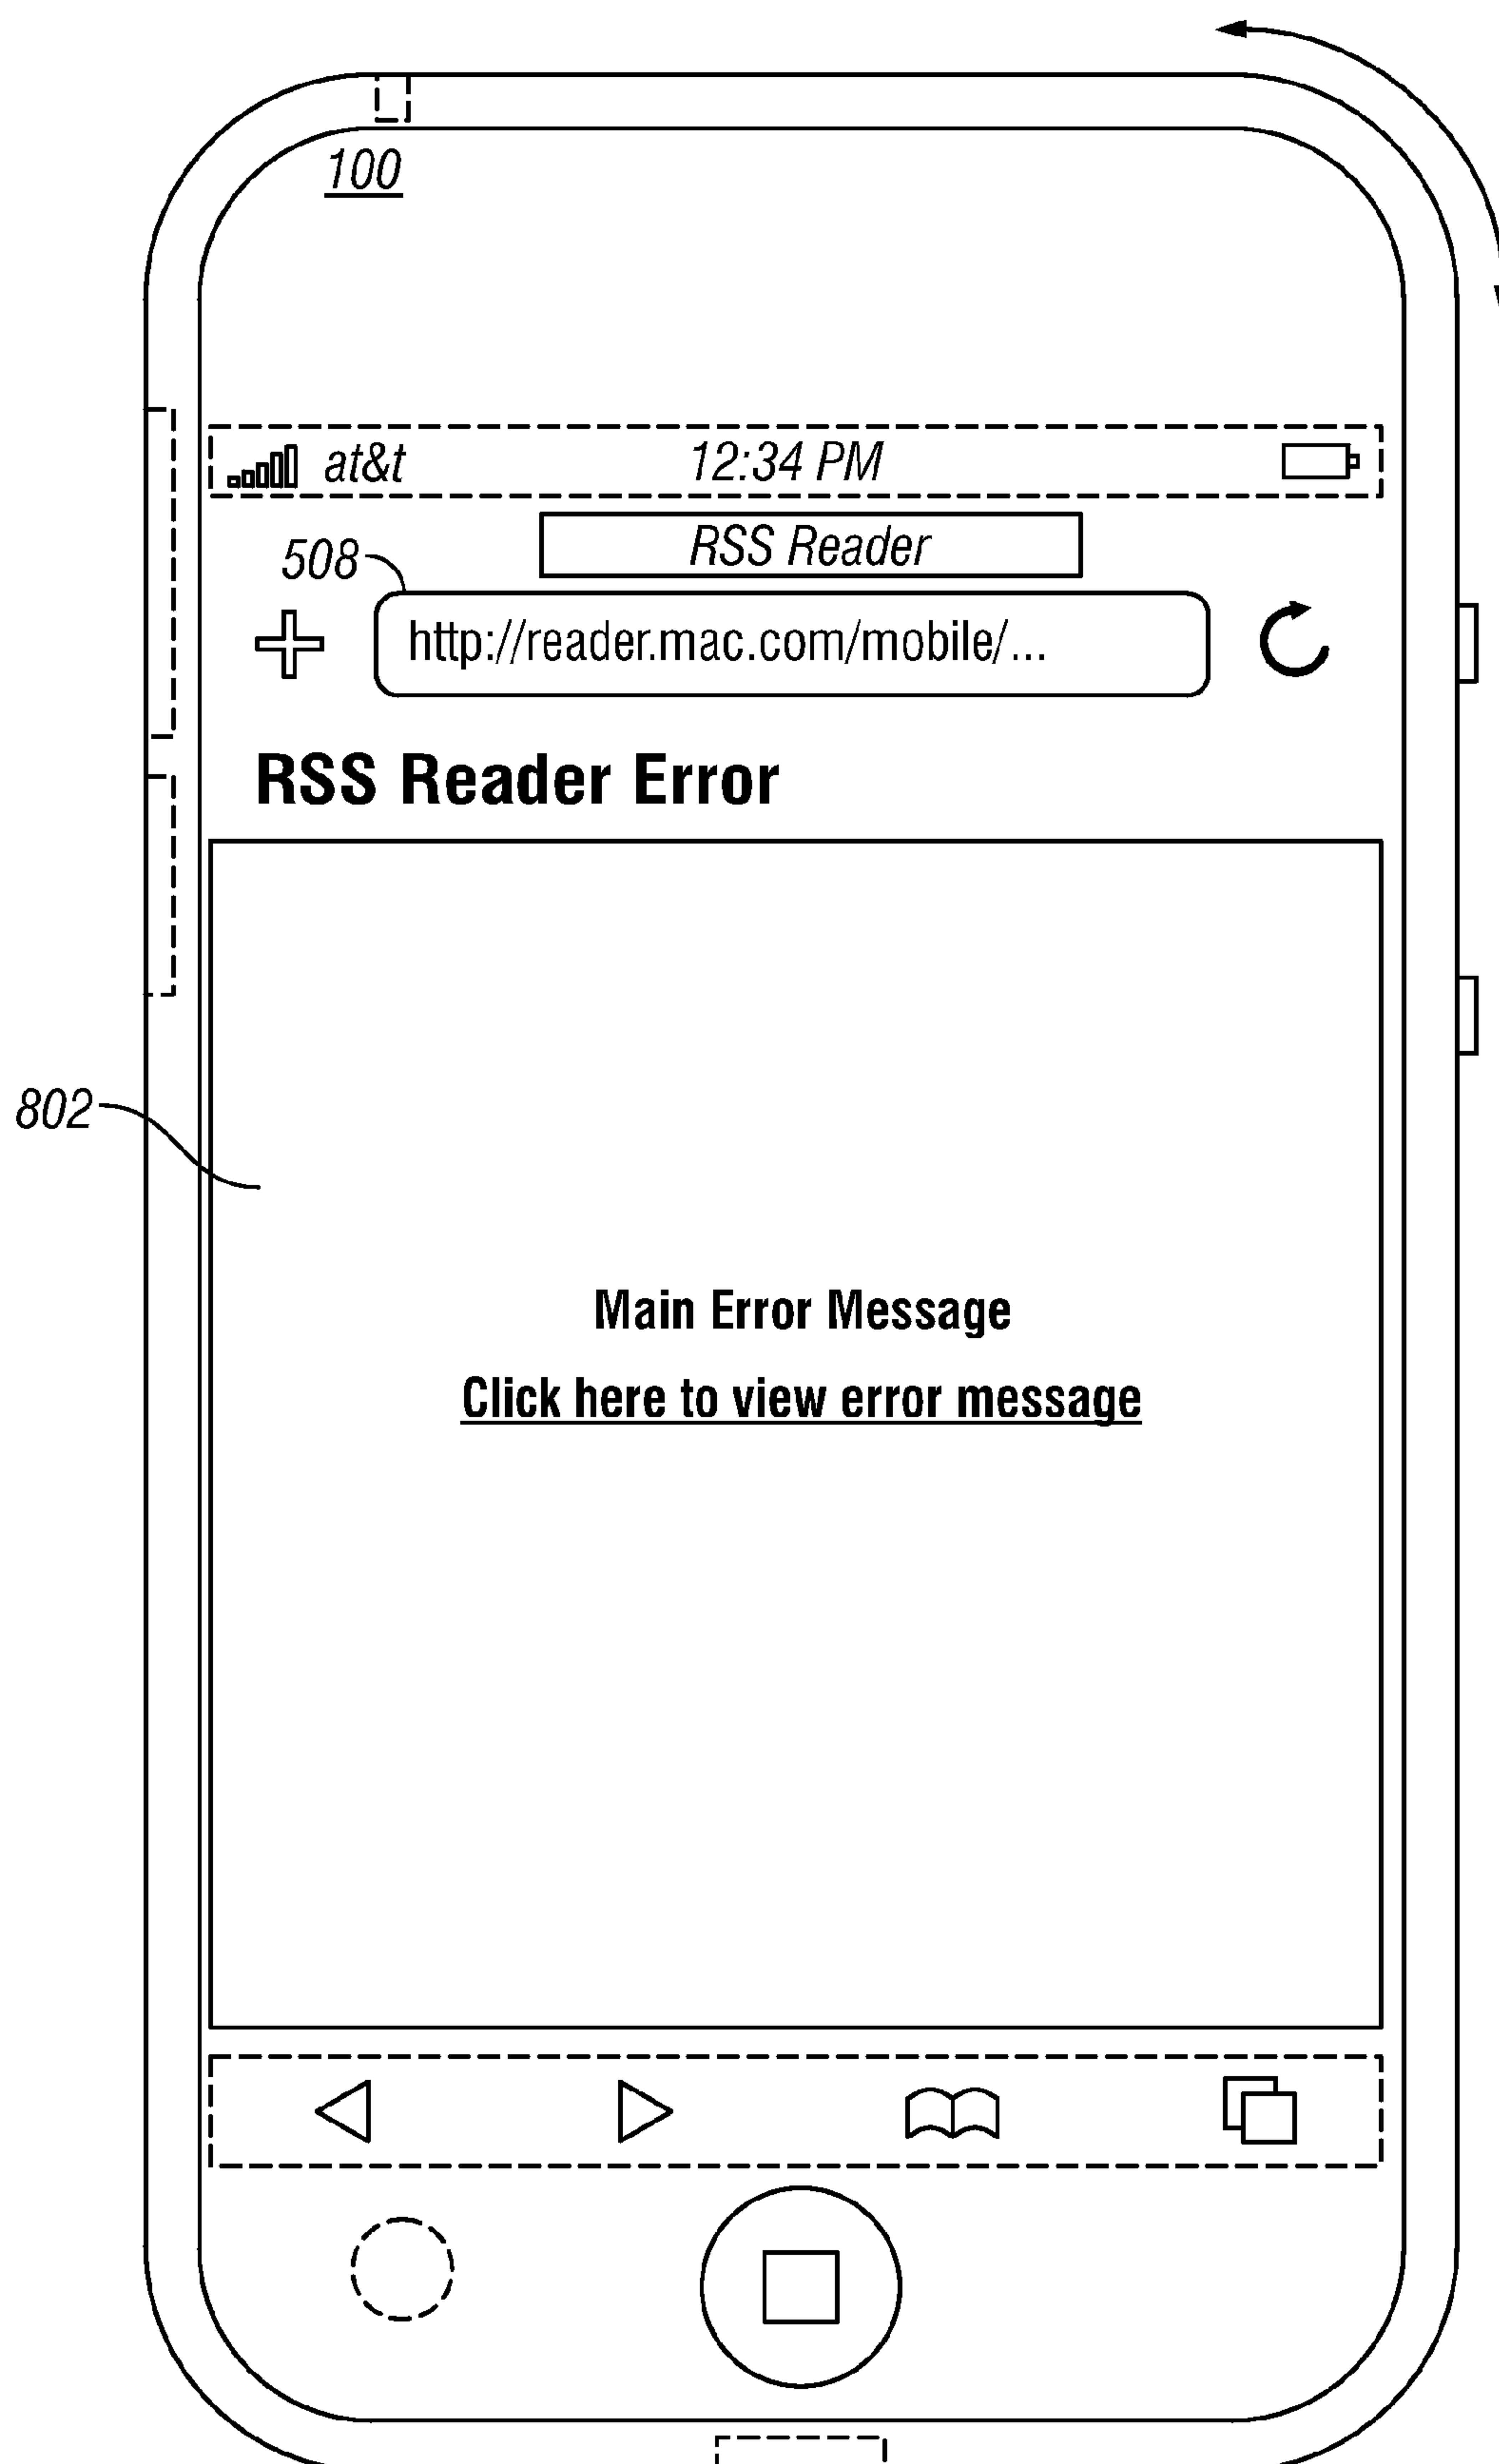 100
at&t 12:34 PM
RSS Reader
508
http://reader.mac.com/mobile/...
RSS Reader Error
802
Main Error Message
Click here to view error message